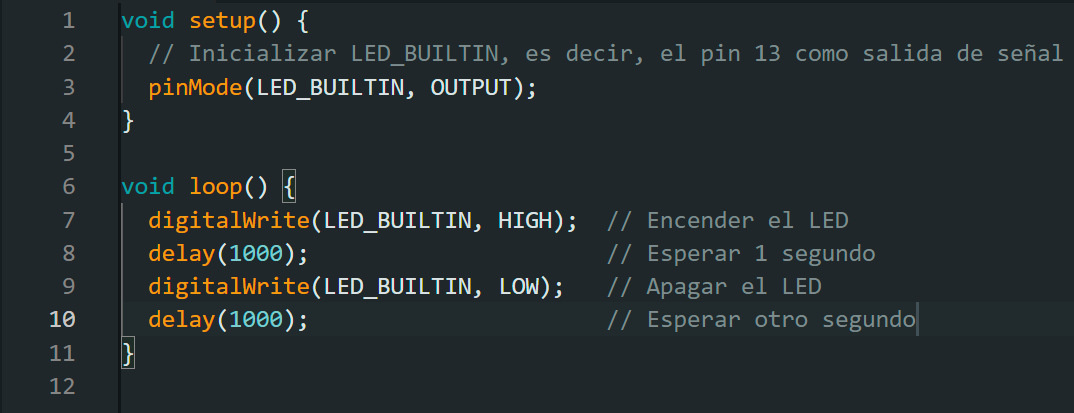 1 void setup() {
2 // Inicializar LED_BUILTIN, es decir, el pin 13 como salida de señal
3 pinMode(LED_BUILTIN, OUTPUT);
4 }
5
6 void loop() {
7 digitalWrite(LED_BUILTIN, HIGH); // Encender el LED
8 delay(1000); // Esperar 1 segundo
9 digitalWrite(LED_BUILTIN, LOW); // Apagar el LED
10 delay(1000); // Esperar otro segundo
11 }
12